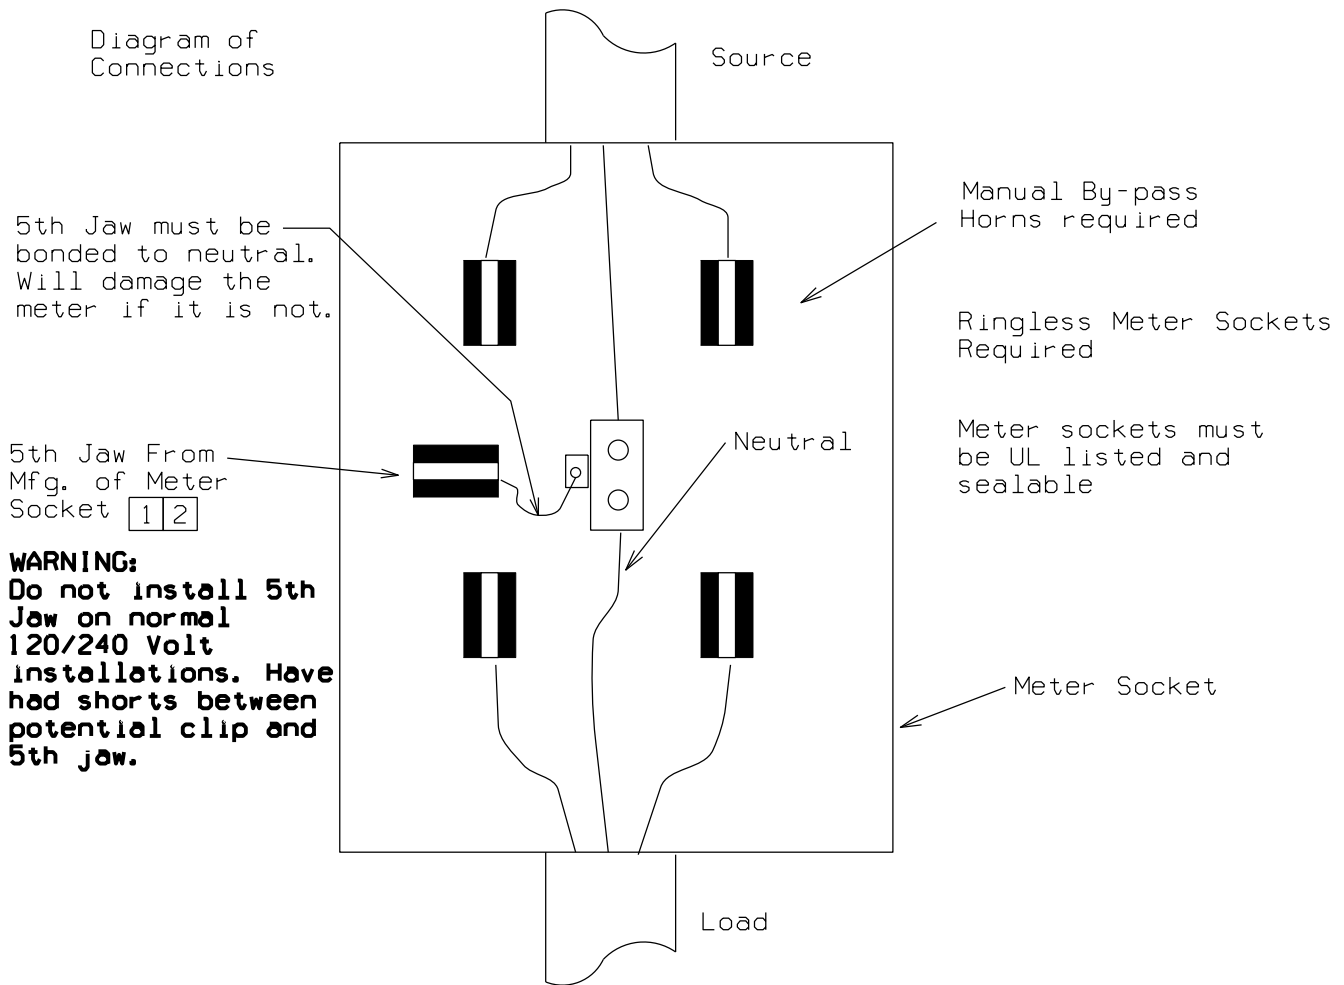 Diagram of
Connections
Source
5th Jaw must be
bonded to neutral.
Will damage the
meter if it is not.
Manual By-pass
Horns required
Ringless Meter Sockets
Required
5th Jaw From
Mfg. of Meter
Socket 1 2
Neutral
Meter sockets must
be UL listed and
sealable
WARNING:
Do not install 5th
Jaw on normal
120/240 Volt
installations. Have
had shorts between
potential clip and
5th jaw.
Meter Socket
Load